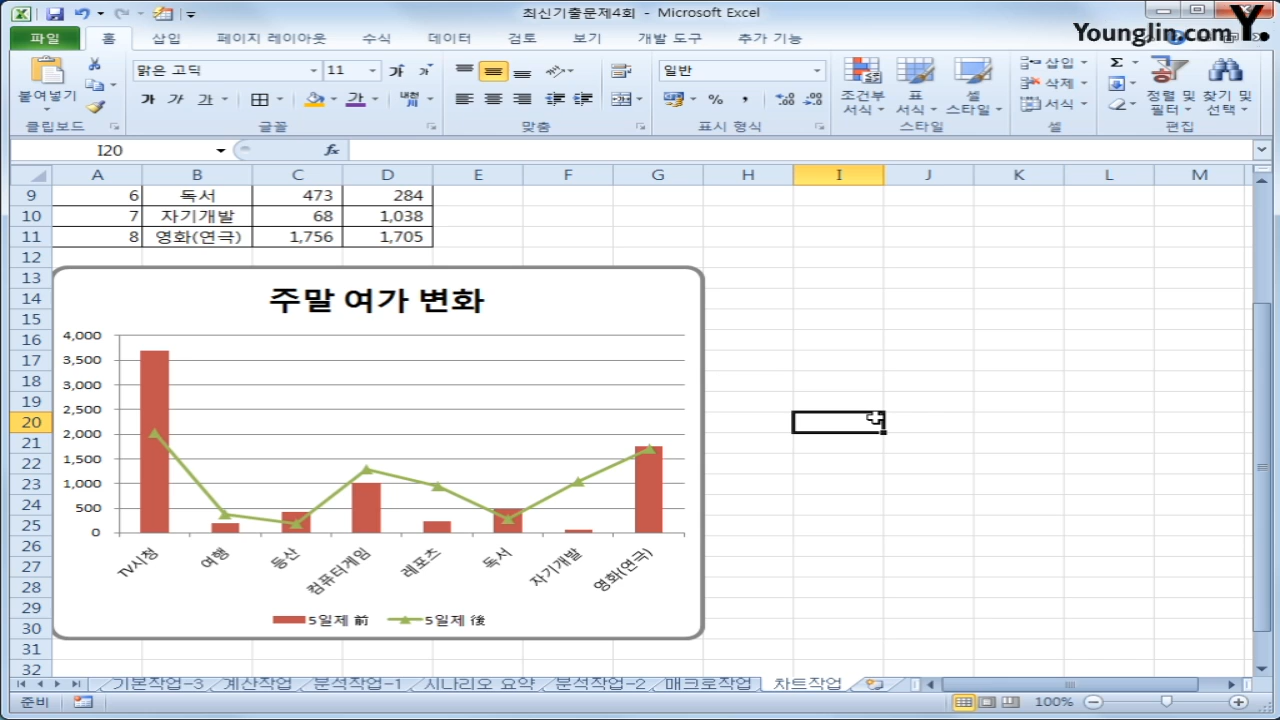 최신기출문제4회 - Microsoft Excel
Younglin.com Y.
파일 홈 삽입 페이지 레이아웃 수식 데이터 검토 보기 개발 도구 추가 기능
붙여넣기
맑은 고딕 11 가 가
가 가 가 내천
일반
% ,
조건부 서식
표 서식
셀 스타일
삽입
삭제
서식
Σ
정렬 및 필터
찾기 및 선택
클립보드 글꼴 맞춤 표시 형식 스타일 셀 편집
I20 fx
A B C D E F G H I J K L M
9 6 독서 473 284
10 7 자기개발 68 1,038
11 8 영화(연극) 1,756 1,705
12
13
14
15
16
17
18
19
20
21
22
23
24
25
26
27
28
29
30
31
32
주말 여가 변화
4,000
3,500
3,000
2,500
2,000
1,500
1,000
500
0
TV시청 여행 등산 컴퓨터게임 레포츠 독서 자기개발 영화(연극)
5일제 前 5일제 後
기본작업-3 계산작업 분석작업-1 시나리오 요약 분석작업-2 매크로작업 차트작업
준비 100%